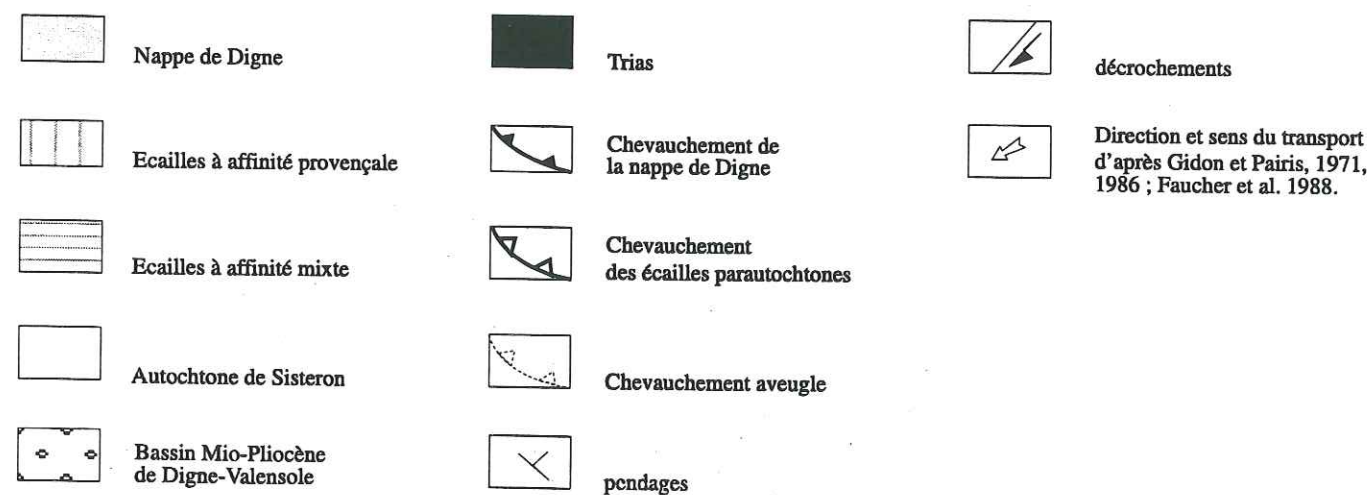 Nappe de Digne
Ecailles à affinité provençale
Ecailles à affinité mixte
Autochtone de Sisteron
Bassin Mio-Pliocène
de Digne-Valensole
Trias
Chevauchement de
la nappe de Digne
Chevauchement
des écailles parautochtones
Chevauchement aveugle
pendages
décrochements
Direction et sens du transport
d'après Gidon et Pairis, 1971,
1986 ; Faucher et al. 1988.